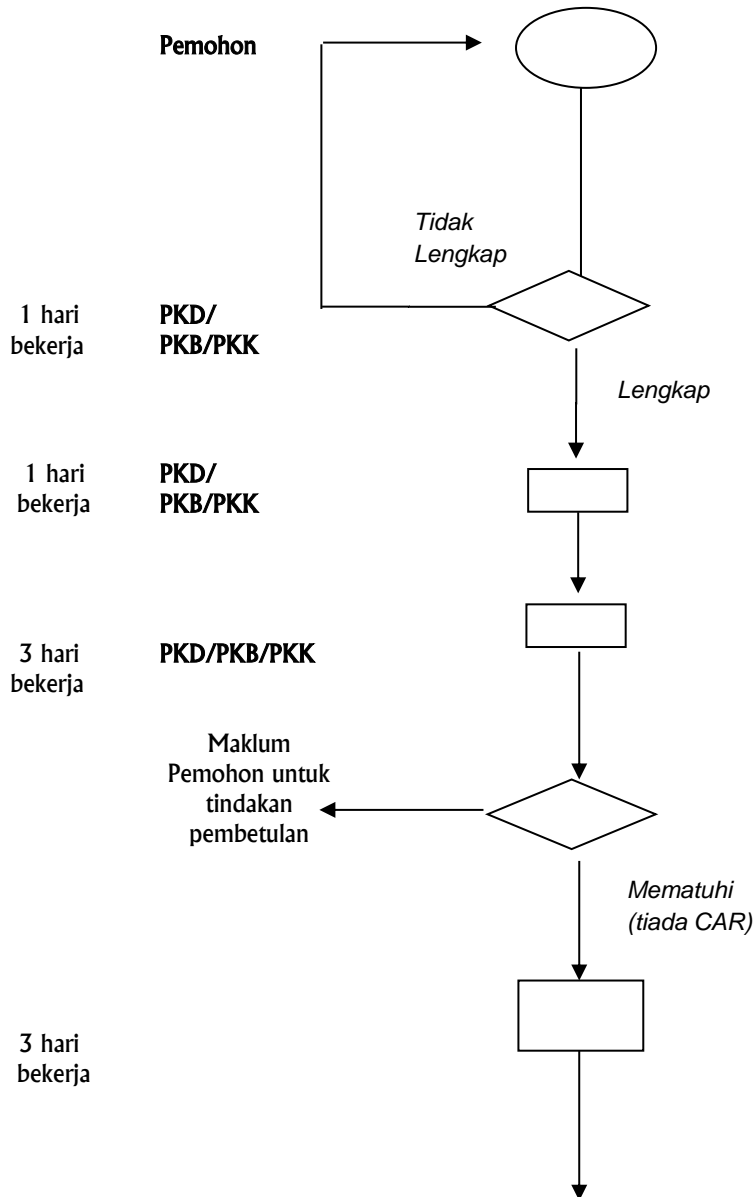 Pemohon
Tidak
Lengkap
1 hari
bekerja
PKD/
PKB/PKK
Lengkap
1 hari
bekerja
PKD/
PKB/PKK
3 hari
bekerja
PKD/PKB/PKK
Maklum
Pemohon untuk
tindakan
pembetulan
Mematuhi
(tiada CAR)
3 hari
bekerja